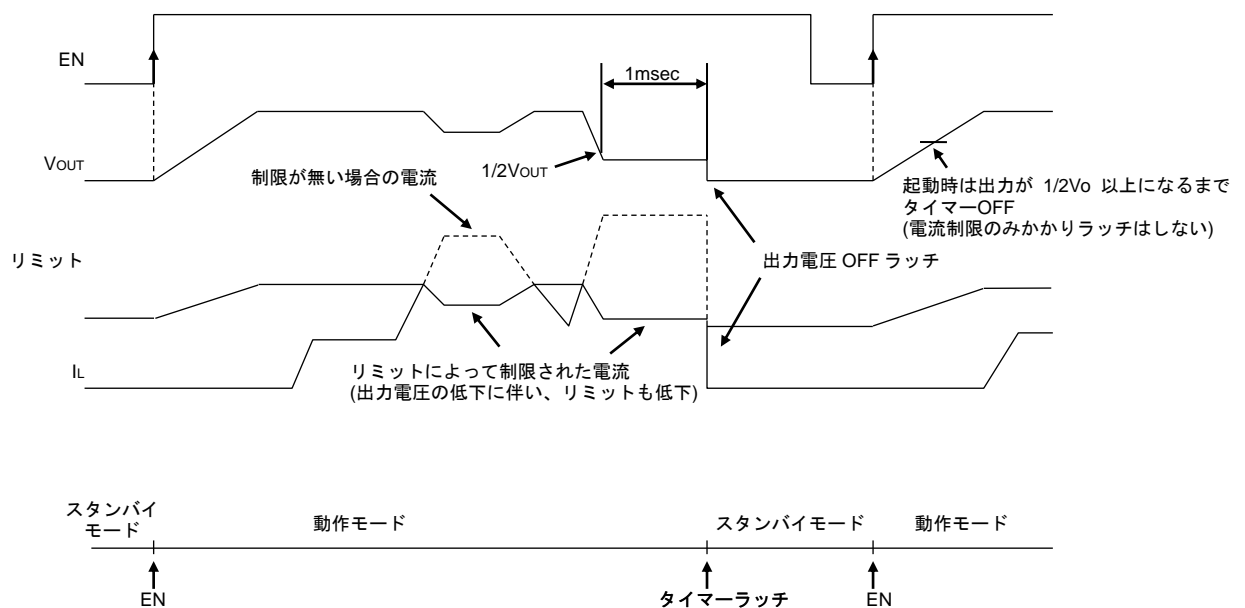 EN
1msec
VOUT
1/2VOUT
制限が無い場合の電流
起動時は出力が 1/2Vo 以上になるまで
タイマーOFF
(電流制限のみかかりラッチはしない)
リミット
出力電圧 OFF ラッチ
IL
リミットによって制限された電流
(出力電圧の低下に伴い、リミットも低下)
スタンバイ
モード
動作モード
スタンバイモード
動作モード
EN
タイマーラッチ
EN